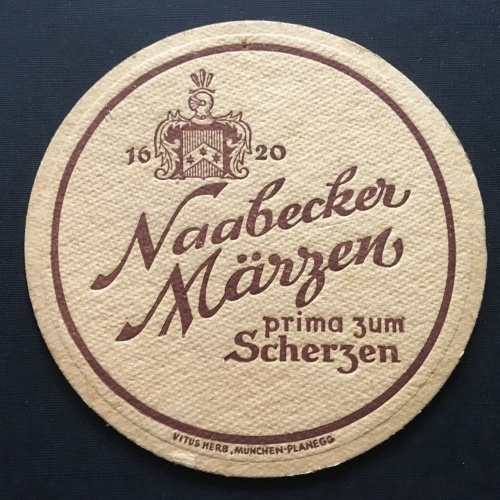 16 20
Naabecker
Märzen
prima zum
Scherzen
VITUS HERB, MÜNCHEN-PLANEGG